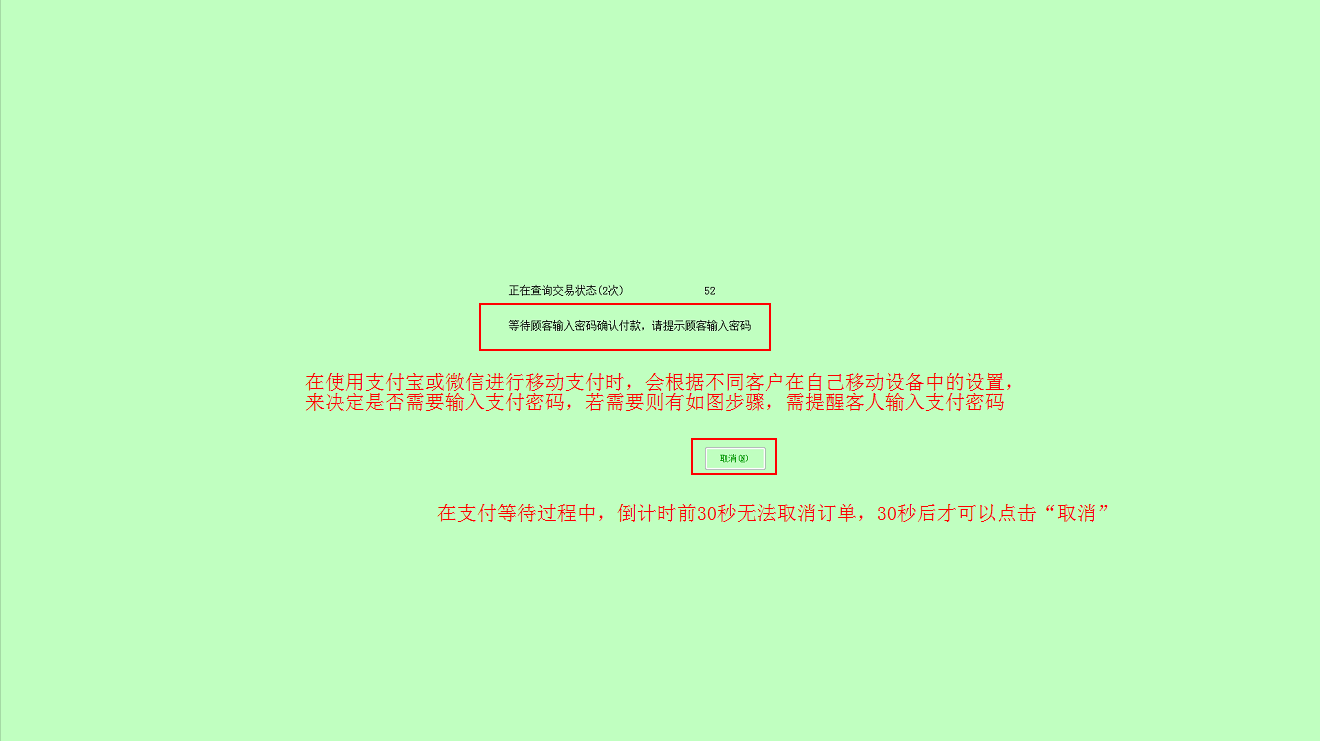 正在查询交易状态(2次) 52
等待顾客输入密码确认付款，请提示顾客输入密码
在使用支付宝或微信进行移动支付时，会根据不同客户在自己移动设备中的设置，
来决定是否需要输入支付密码，若需要则有如图步骤，需提醒客人输入支付密码
取消(X)
在支付等待过程中，倒计时前30秒无法取消订单，30秒后才可以点击“取消”